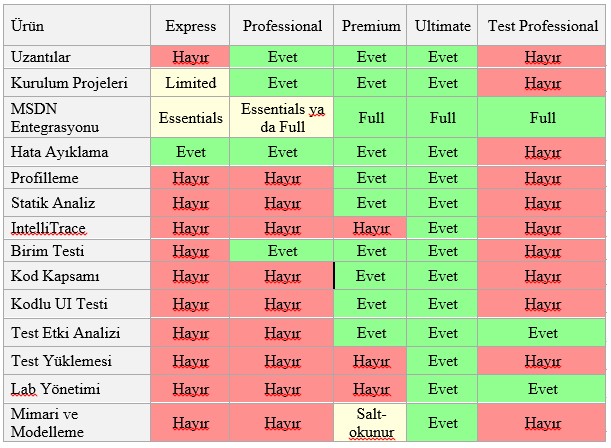 Ürün Express Professional Premium Ultimate Test Professional
Uzantılar Hayır Evet Evet Evet Hayır
Kurulum Projeleri Limited Evet Evet Evet Hayır
MSDN Entegrasyonu Essentials Essentials ya da Full Full Full Full
Hata Ayıklama Evet Evet Evet Evet Hayır
Profilleme Hayır Hayır Evet Evet Hayır
Statik Analiz Hayır Hayır Evet Evet Hayır
IntelliTrace Hayır Hayır Hayır Evet Hayır
Birim Testi Hayır Evet Evet Evet Hayır
Kod Kapsamı Hayır Hayır Evet Evet Hayır
Kodlu UI Testi Hayır Hayır Evet Evet Hayır
Test Etki Analizi Hayır Hayır Evet Evet Evet
Test Yüklemesi Hayır Hayır Hayır Evet Hayır
Lab Yönetimi Hayır Hayır Hayır Evet Evet
Mimari ve Modelleme Hayır Hayır Salt-okunur Evet Hayır